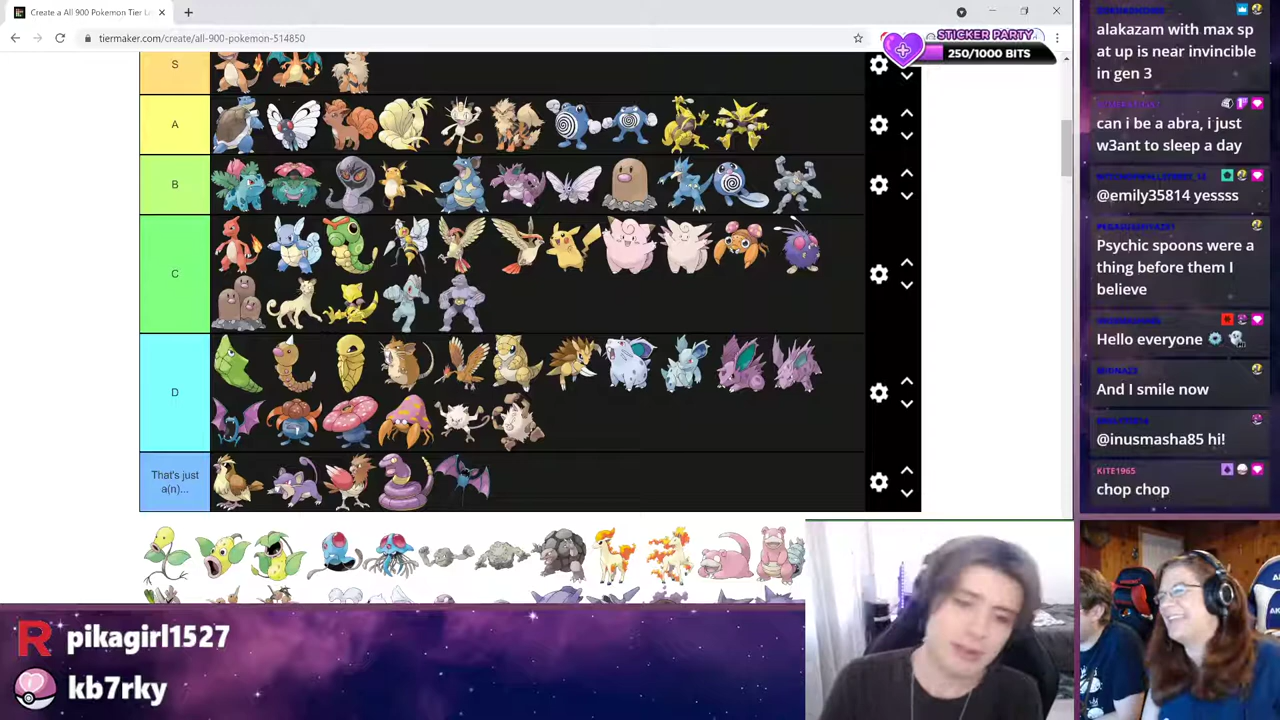 Create a All 900 Pokemon Tier Li
tiermaker.com/create/all-900-pokemon-514850
STICKER PARTY
250/1000 BITS
S
A
B
C
D
That's just
a(n)...
alakazam with max sp
at up is near invincible
in gen 3
can i be a abra, i just
w3ant to sleep a day
@emily35814 yessss
Psychic spoons were a
thing before them I
believe
Hello everyone
And I smile now
@inusmasha85 hi!
KITE1965
chop chop
R pikagirl1527
kb7rky